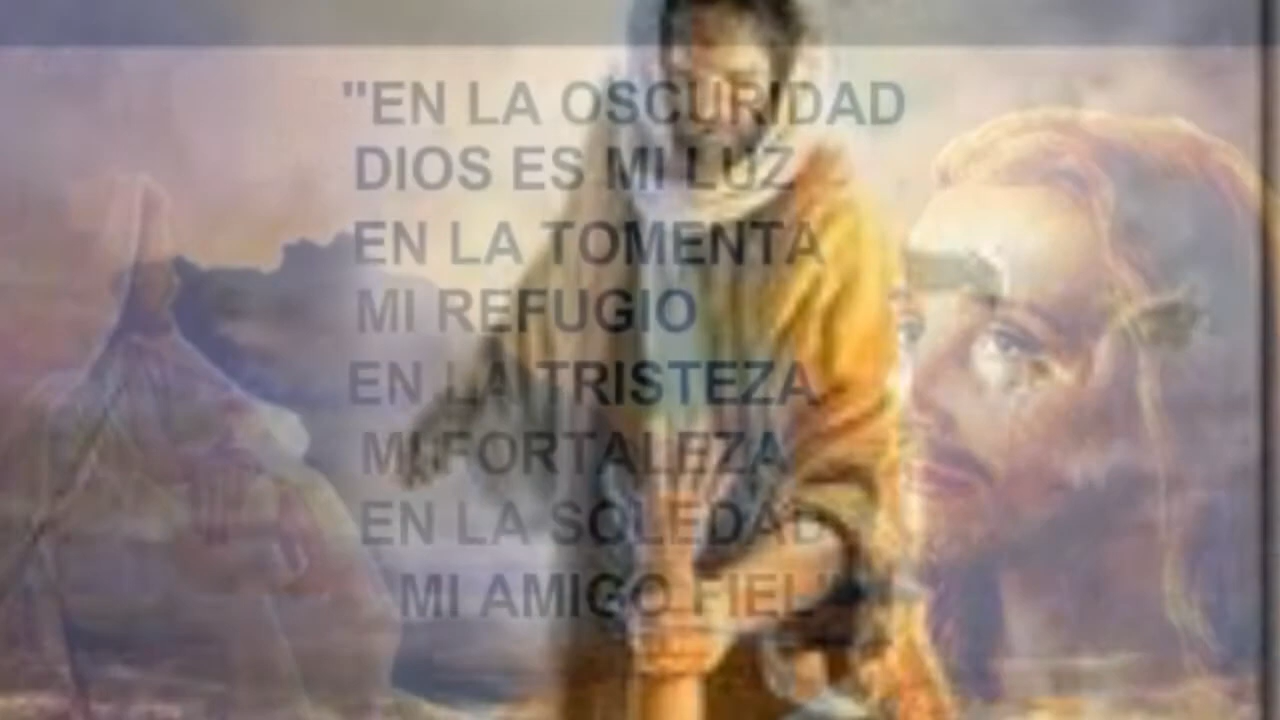 "EN LA OSCURIDAD
DIOS ES MI LUZ
EN LA TOMENTA
MI REFUGIO
EN LA TRISTEZA
MI FORTALEZA
EN LA SOLEDAD
MI AMIGO FIEL"